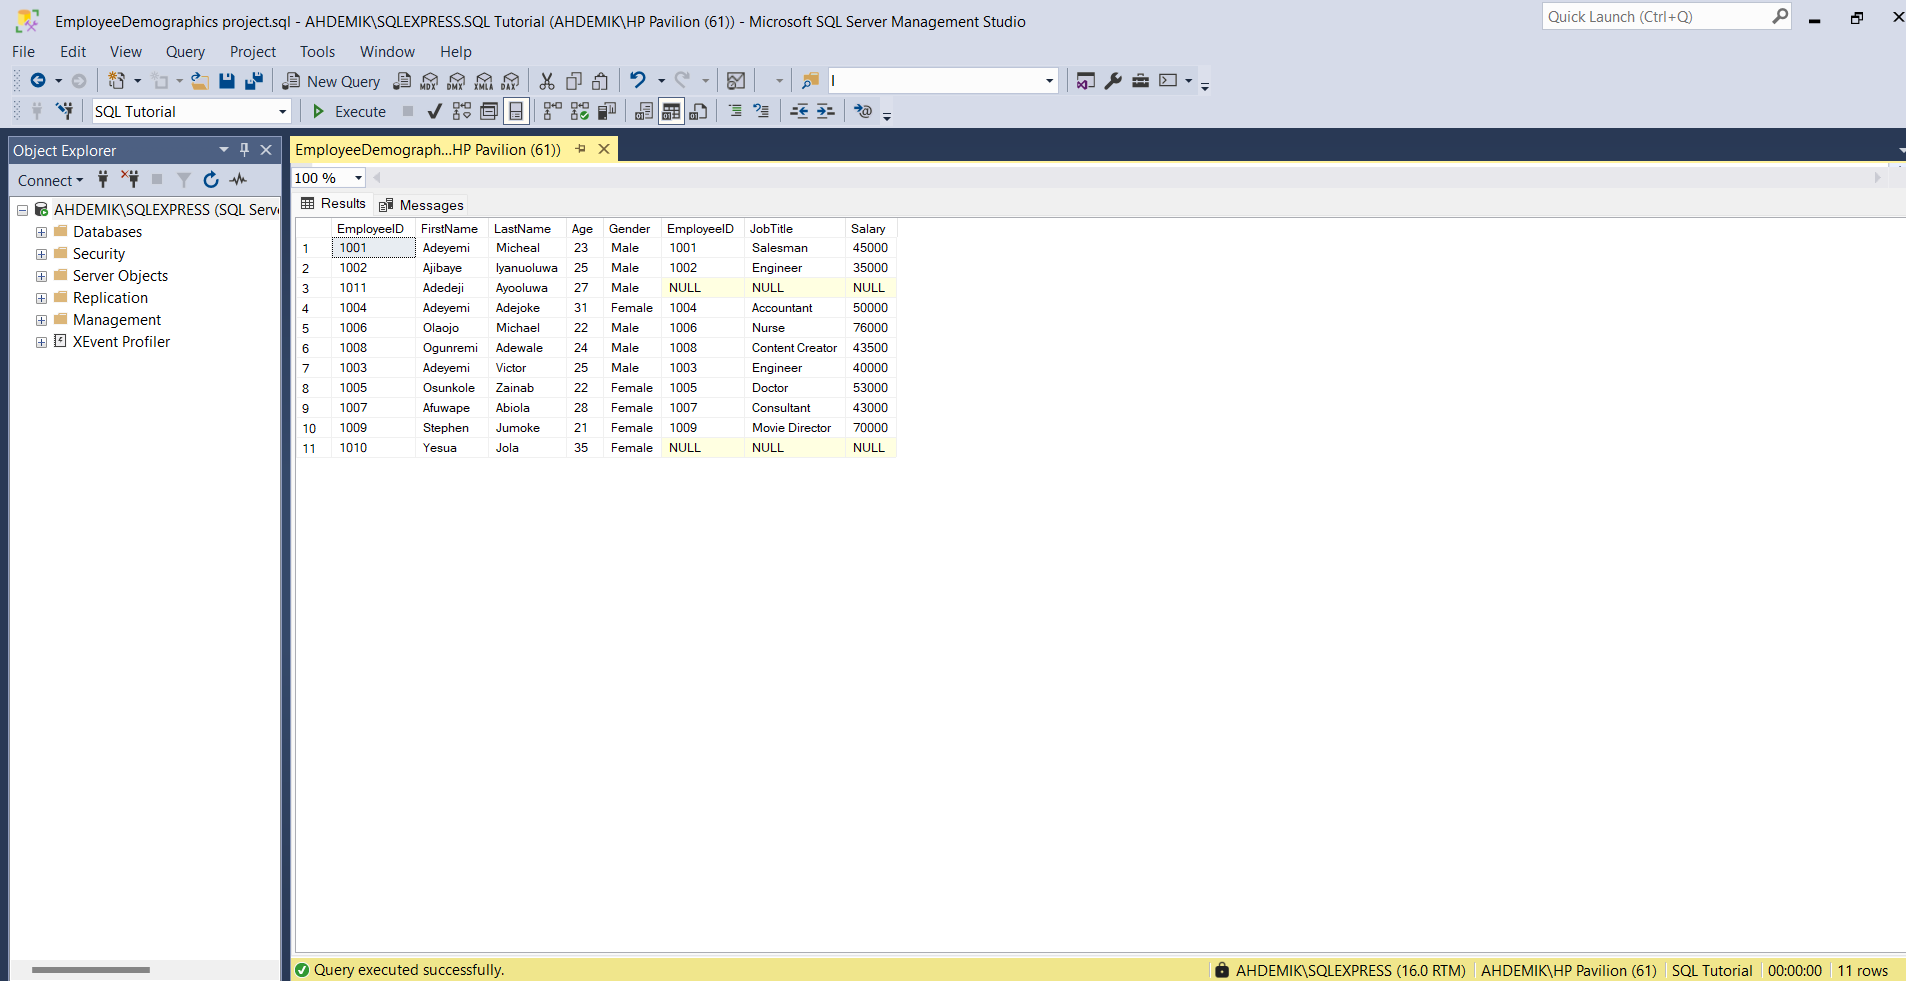 EmployeeDemographics project.sql - AHDEMIK\SQLEXPRESS.SQL Tutorial (AHDEMIK\HP Pavilion (61)) - Microsoft SQL Server Management Studio
Quick Launch (Ctrl+Q)
File Edit View Query Project Tools Window Help
New Query MDX DMX XMLA DAX
SQL Tutorial Execute
Object Explorer
EmployeeDemograph...HP Pavilion (61))
Connect
100 %
Results Messages
AHDEMIK\SQLEXPRESS (SQL Serv
Databases
Security
Server Objects
Replication
Management
XEvent Profiler
EmployeeID FirstName LastName Age Gender EmployeeID JobTitle Salary
1 1001 Adeyemi Micheal 23 Male 1001 Salesman 45000
2 1002 Ajibaye Iyanuoluwa 25 Male 1002 Engineer 35000
3 1011 Adedeji Ayooluwa 27 Male NULL NULL NULL
4 1004 Adeyemi Adejoke 31 Female 1004 Accountant 50000
5 1006 Olaojo Michael 22 Male 1006 Nurse 76000
6 1008 Ogunremi Adewale 24 Male 1008 Content Creator 43500
7 1003 Adeyemi Victor 25 Male 1003 Engineer 40000
8 1005 Osunkole Zainab 22 Female 1005 Doctor 53000
9 1007 Afuwape Abiola 28 Female 1007 Consultant 43000
10 1009 Stephen Jumoke 21 Female 1009 Movie Director 70000
11 1010 Yesua Jola 35 Female NULL NULL NULL
Query executed successfully.
AHDEMIK\SQLEXPRESS (16.0 RTM) AHDEMIK\HP Pavilion (61) SQL Tutorial 00:00:00 11 rows